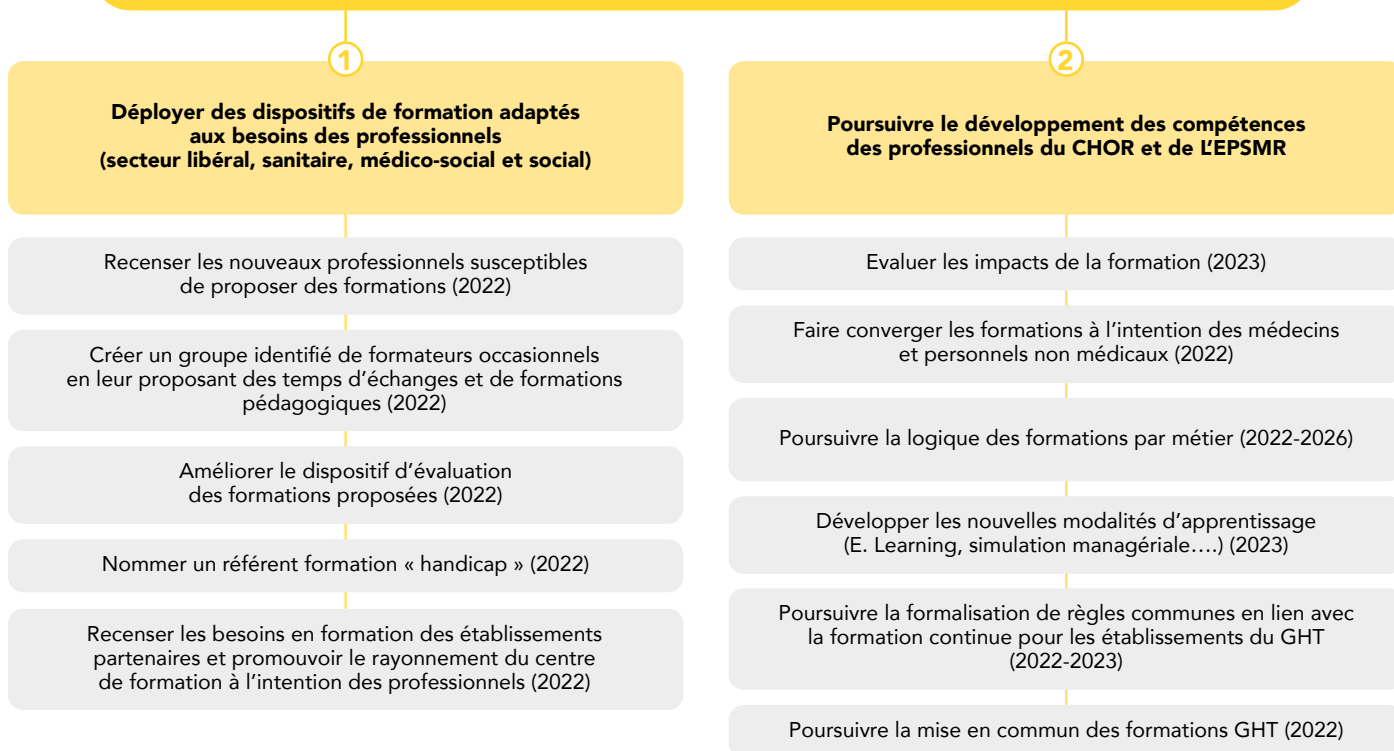 1
Déployer des dispositifs de formation adaptés
aux besoins des professionnels
(secteur libéral, sanitaire, médico-social et social)
Recenser les nouveaux professionnels susceptibles
de proposer des formations (2022)
Créer un groupe identifié de formateurs occasionnels
en leur proposant des temps d’échanges et de formations
pédagogiques (2022)
Améliorer le dispositif d’évaluation
des formations proposées (2022)
Nommer un référent formation « handicap » (2022)
Recenser les besoins en formation des établissements
partenaires et promouvoir le rayonnement du centre
de formation à l’intention des professionnels (2022)
2
Poursuivre le développement des compétences
des professionnels du CHOR et de L’EPSMR
Evaluer les impacts de la formation (2023)
Faire converger les formations à l’intention des médecins
et personnels non médicaux (2022)
Poursuivre la logique des formations par métier (2022-2026)
Développer les nouvelles modalités d’apprentissage
(E. Learning, simulation managériale….) (2023)
Poursuivre la formalisation de règles communes en lien avec
la formation continue pour les établissements du GHT
(2022-2023)
Poursuivre la mise en commun des formations GHT (2022)